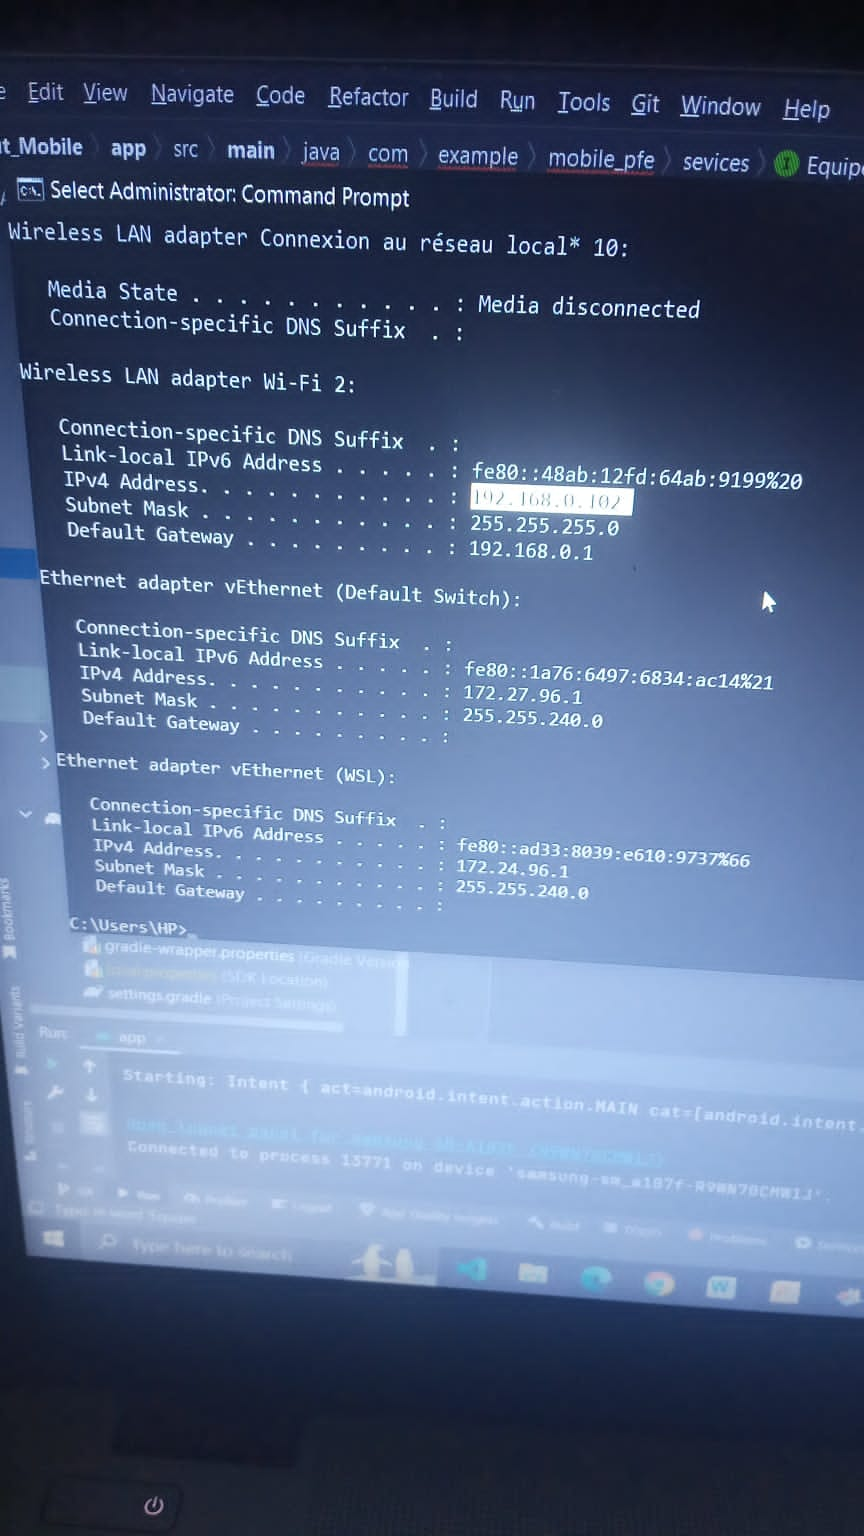 Edit View Navigate Code Refactor Build Run Tools Git Window Help
t_Mobile app src main java com example mobile_pfe sevices Equipe
Select Administrator: Command Prompt
Wireless LAN adapter Connexion au réseau local* 10:
Media State . . . . . . . . . . . : Media disconnected
Connection-specific DNS Suffix . :
Wireless LAN adapter Wi-Fi 2:
Connection-specific DNS Suffix . :
Link-local IPv6 Address . . . . . : fe80::48ab:12fd:64ab:9199%20
IPv4 Address. . . . . . . . . . . : 192.168.0.102
Subnet Mask . . . . . . . . . . . : 255.255.255.0
Default Gateway . . . . . . . . . : 192.168.0.1
Ethernet adapter vEthernet (Default Switch):
Connection-specific DNS Suffix . :
Link-local IPv6 Address . . . . . : fe80::1a76:6497:6834:ac14%21
IPv4 Address. . . . . . . . . . . : 172.27.96.1
Subnet Mask . . . . . . . . . . . : 255.255.240.0
Default Gateway . . . . . . . . . :
Ethernet adapter vEthernet (WSL):
Connection-specific DNS Suffix . :
Link-local IPv6 Address . . . . . : fe80::ad33:8039:e610:9737%66
IPv4 Address. . . . . . . . . . . : 172.24.96.1
Subnet Mask . . . . . . . . . . . : 255.255.240.0
Default Gateway . . . . . . . . . :
C:\Users\HP>_
Bookmarks
gradle-wrapper.properties (Gradle Version
local.properties (SDK Location)
settings.gradle (Project Settings)
Build Variants
Run: app
Starting: Intent { act=android.intent.action.MAIN cat=[android.intent.
Connected to process 13771 on device 'samsung-sm_a107f-R9WN70CMW1J'.
Run Profiler Logcat App Quality Insights Build Problems
Type here to search